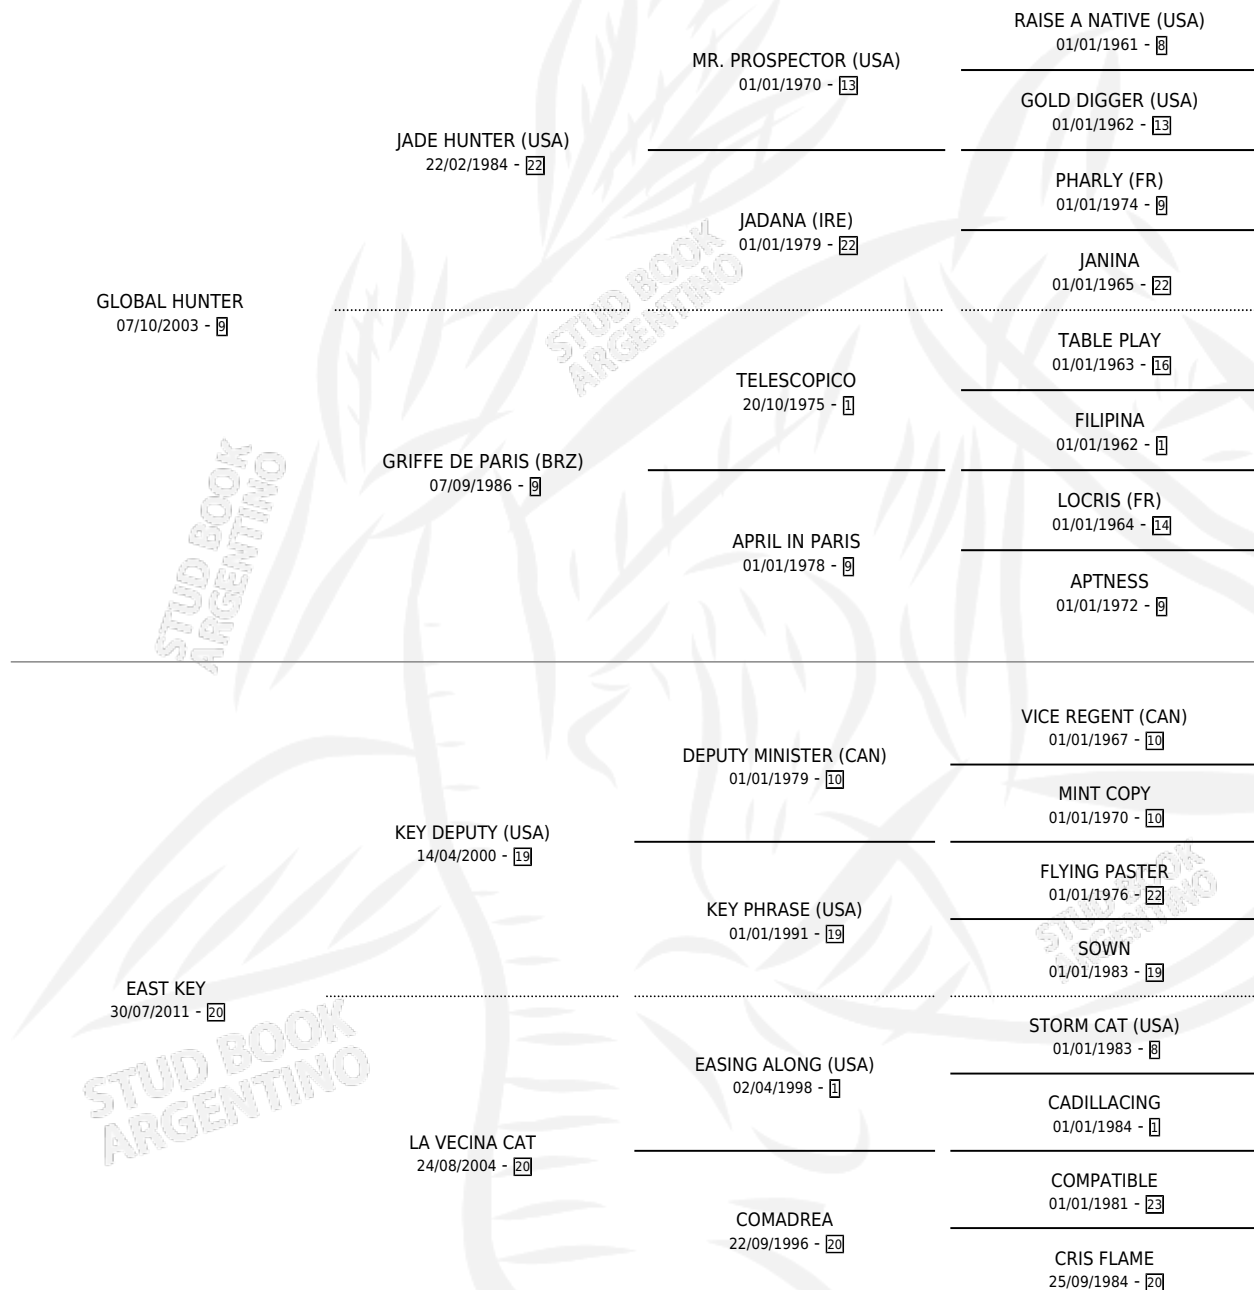 RAISE A NATIVE (USA)
01/01/1961 - 8
MR. PROSPECTOR (USA)
01/01/1970 - 13
GOLD DIGGER (USA)
01/01/1962 - 13
JADE HUNTER (USA)
22/02/1984 - 22
PHARLY (FR)
01/01/1974 - 9
JADANA (IRE)
01/01/1979 - 22
JANINA
01/01/1965 - 22
GLOBAL HUNTER
07/10/2003 - 9
STUD BOOK
ARGENTINO
TABLE PLAY
01/01/1963 - 16
TELESCOPICO
20/10/1975 - 1
FILIPINA
01/01/1962 - 1
GRIFFE DE PARIS (BRZ)
07/09/1986 - 9
LOCRIS (FR)
01/01/1964 - 14
APRIL IN PARIS
01/01/1978 - 9
APTNESS
01/01/1972 - 9
STUD BOOK
ARGENTINO
VICE REGENT (CAN)
01/01/1967 - 10
DEPUTY MINISTER (CAN)
01/01/1979 - 10
MINT COPY
01/01/1970 - 10
KEY DEPUTY (USA)
14/04/2000 - 19
FLYING PASTER
01/01/1976 - 22
KEY PHRASE (USA)
01/01/1991 - 19
SOWN
01/01/1983 - 19
STUD BOOK
ARGENTINO
EAST KEY
30/07/2011 - 20
STORM CAT (USA)
01/01/1983 - 8
EASING ALONG (USA)
02/04/1998 - 1
CADILLACING
01/01/1984 - 1
STUD BOOK
ARGENTINO
LA VECINA CAT
24/08/2004 - 20
COMPATIBLE
01/01/1981 - 23
COMADREA
22/09/1996 - 20
CRIS FLAME
25/09/1984 - 20